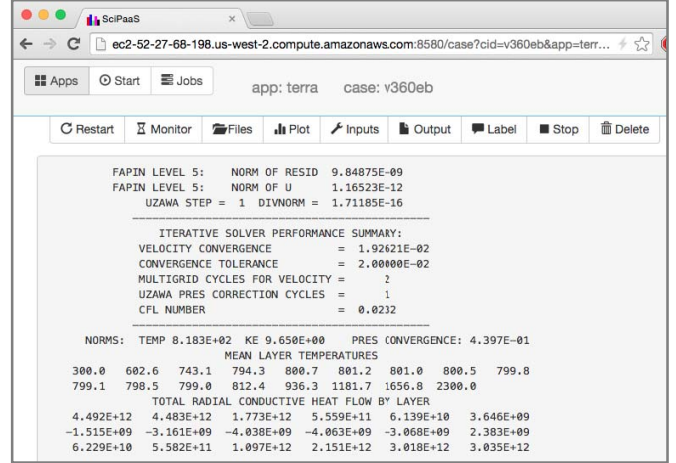 SciPaaS
ec2-52-27-68-198.us-west-2.compute.amazonaws.com:8580/case?cid=v360eb&app=terr...
Apps Start Jobs app: terra case: v360eb
Restart Monitor Files Plot Inputs Output Label Stop Delete
FAPIN LEVEL 5: NORM OF RESID 9.84875E-09
FAPIN LEVEL 5: NORM OF U 1.16523E-12
UZAWA STEP = 1 DIVNORM = 1.71185E-16
ITERATIVE SOLVER PERFORMANCE SUMMARY:
VELOCITY CONVERGENCE = 1.92621E-02
CONVERGENCE TOLERANCE = 2.00000E-02
MULTIGRID CYCLES FOR VELOCITY = 2
UZAWA PRES CORRECTION CYCLES = 1
CFL NUMBER = 0.0232
NORMS: TEMP 8.183E+02 KE 9.650E+00 PRES CONVERGENCE: 4.397E-01
MEAN LAYER TEMPERATURES
300.0 602.6 743.1 794.3 800.7 801.2 801.0 800.5 799.8
799.1 798.5 799.0 812.4 936.3 1181.7 1656.8 2300.0
TOTAL RADIAL CONDUCTIVE HEAT FLOW BY LAYER
4.492E+12 4.483E+12 1.773E+12 5.559E+11 6.139E+10 3.646E+09
-1.515E+09 -3.161E+09 -4.038E+09 -4.063E+09 -3.068E+09 2.383E+09
6.229E+10 5.582E+11 1.097E+12 2.151E+12 3.018E+12 3.035E+12